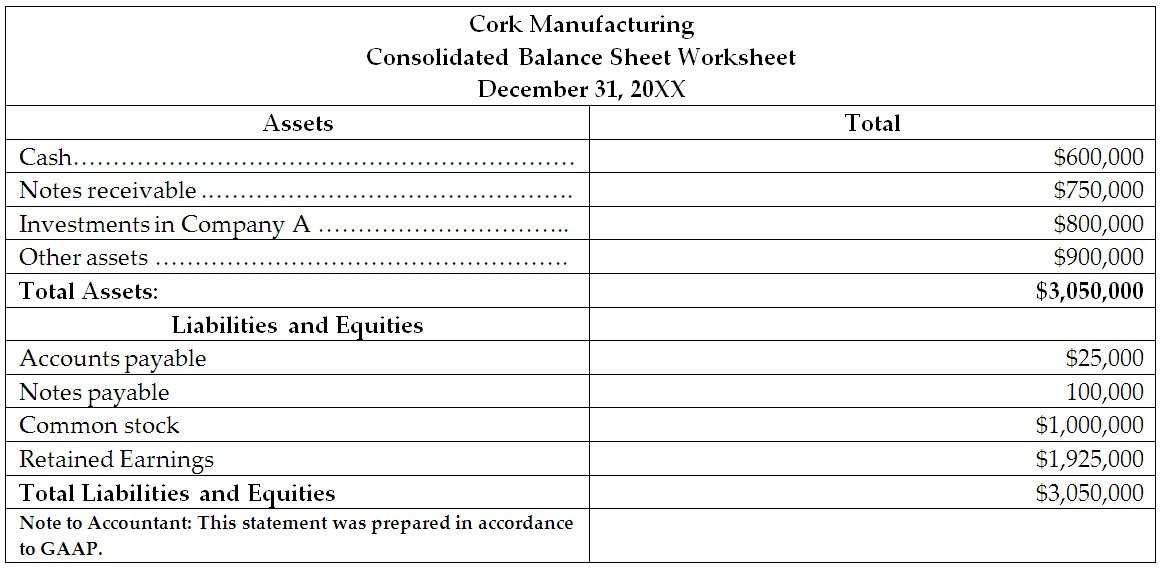 Cork Manufacturing
Consolidated Balance Sheet Worksheet
December 31, 20XX
Assets Total
Cash............................................................... $600,000
Notes receivable ............................................... $750,000
Investments in Company A ............................... $800,000
Other assets .................................................... $900,000
Total Assets: $3,050,000
Liabilities and Equities
Accounts payable $25,000
Notes payable 100,000
Common stock $1,000,000
Retained Earnings $1,925,000
Total Liabilities and Equities $3,050,000
Note to Accountant: This statement was prepared in accordance
to GAAP.